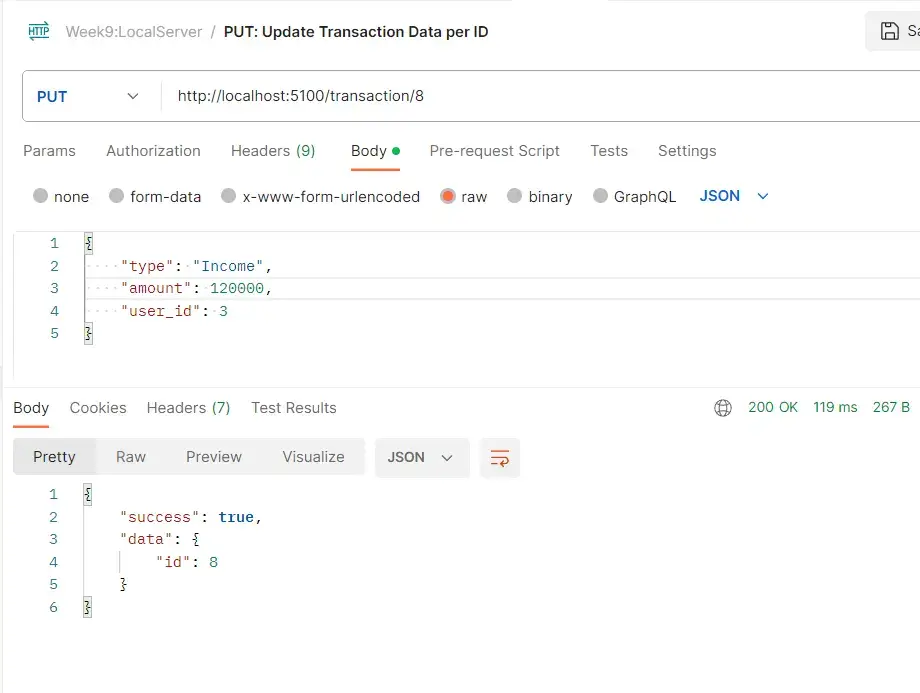 HTTP Week9:LocalServer / PUT: Update Transaction Data per ID
PUT http://localhost:5100/transaction/8
Params Authorization Headers (9) Body Pre-request Script Tests Settings
none form-data x-www-form-urlencoded raw binary GraphQL JSON
1 {
2 "type": "Income",
3 "amount": 120000,
4 "user_id": 3
5 }
Body Cookies Headers (7) Test Results 200 OK 119 ms 267 B
Pretty Raw Preview Visualize JSON
1 {
2 "success": true,
3 "data": {
4 "id": 8
5 }
6 }